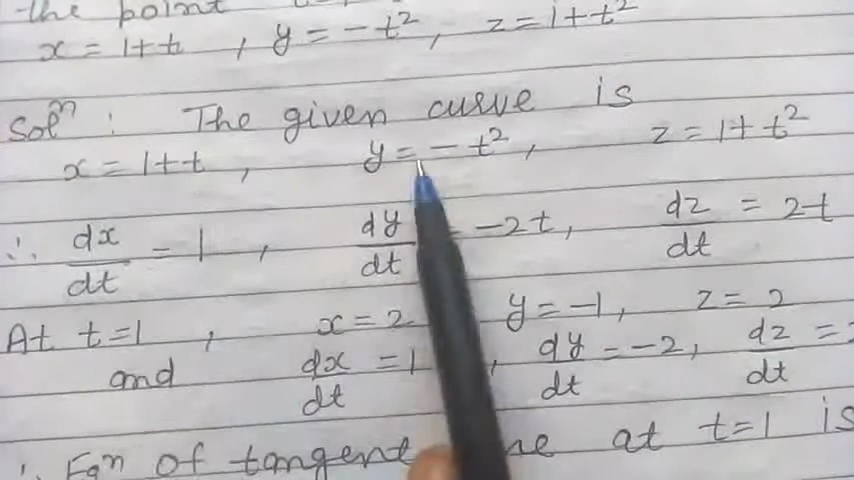 the point
x = 1+t , y = -t², z = 1+t²
Solⁿ : The given curve is
x = 1+t , y = -t², z = 1+t²
∴ dx/dt = 1 , dy/dt = -2t, dz/dt = 2t
At t=1 , x = 2 y = -1, z = 2
and dx/dt = 1 , dy/dt = -2, dz/dt =
∴ Eqⁿ of tangent at t=1 is